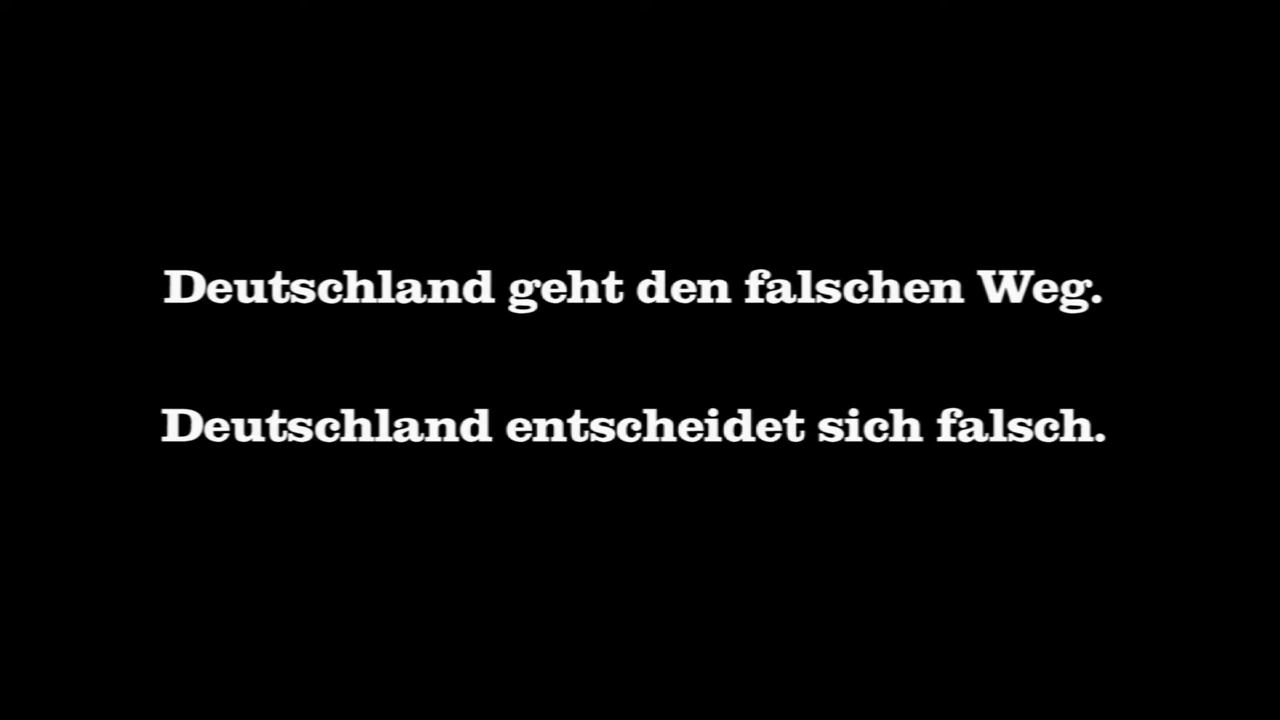 Deutschland geht den falschen Weg.
Deutschland entscheidet sich falsch.